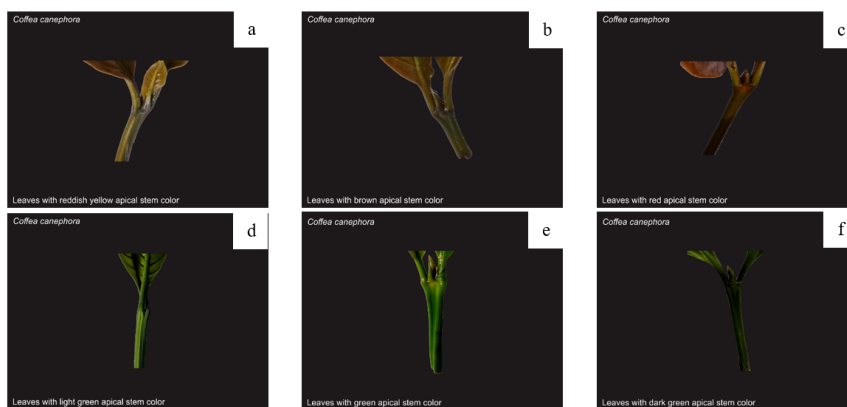 Coffea canephora
a
Leaves with reddish yellow apical stem color
Coffea canephora
b
Leaves with brown apical stem color
Coffea canephora
c
Leaves with red apical stem color
Coffea canephora
d
Leaves with light green apical stem color
Coffea canephora
e
Leaves with green apical stem color
Coffea canephora
f
Leaves with dark green apical stem color